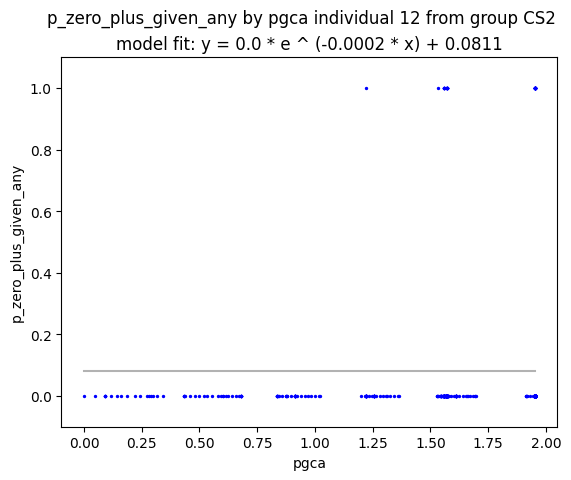 p_zero_plus_given_any by pgca individual 12 from group CS2
model fit: y = 0.0 * e ^ (-0.0002 * x) + 0.0811
1.0
0.8
0.6
0.4
0.2
0.0
p_zero_plus_given_any
0.00 0.25 0.50 0.75 1.00 1.25 1.50 1.75 2.00
pgca